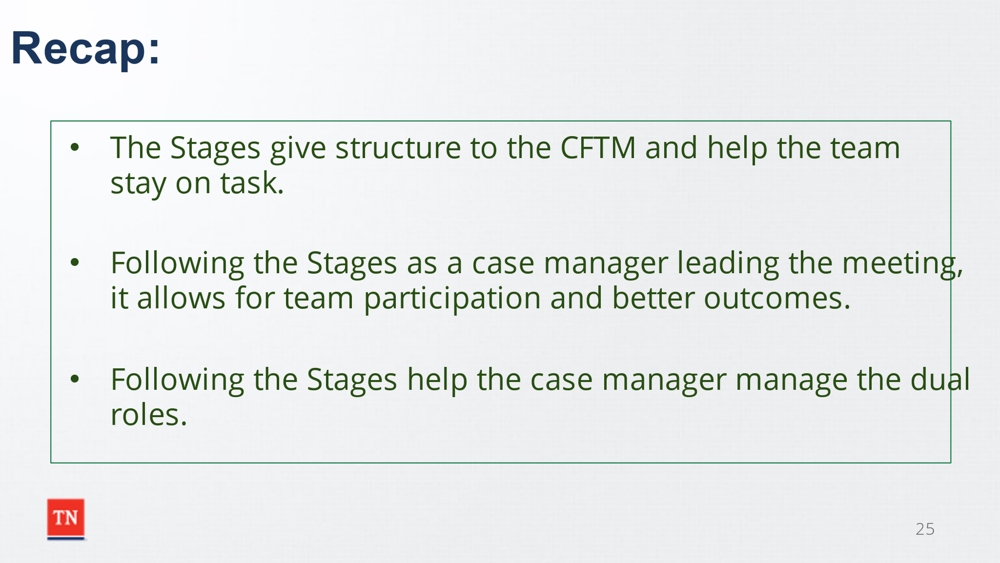 Recap:
• The Stages give structure to the CFTM and help the team
stay on task.
• Following the Stages as a case manager leading the meeting,
it allows for team participation and better outcomes.
• Following the Stages help the case manager manage the dual
roles.
TN
25